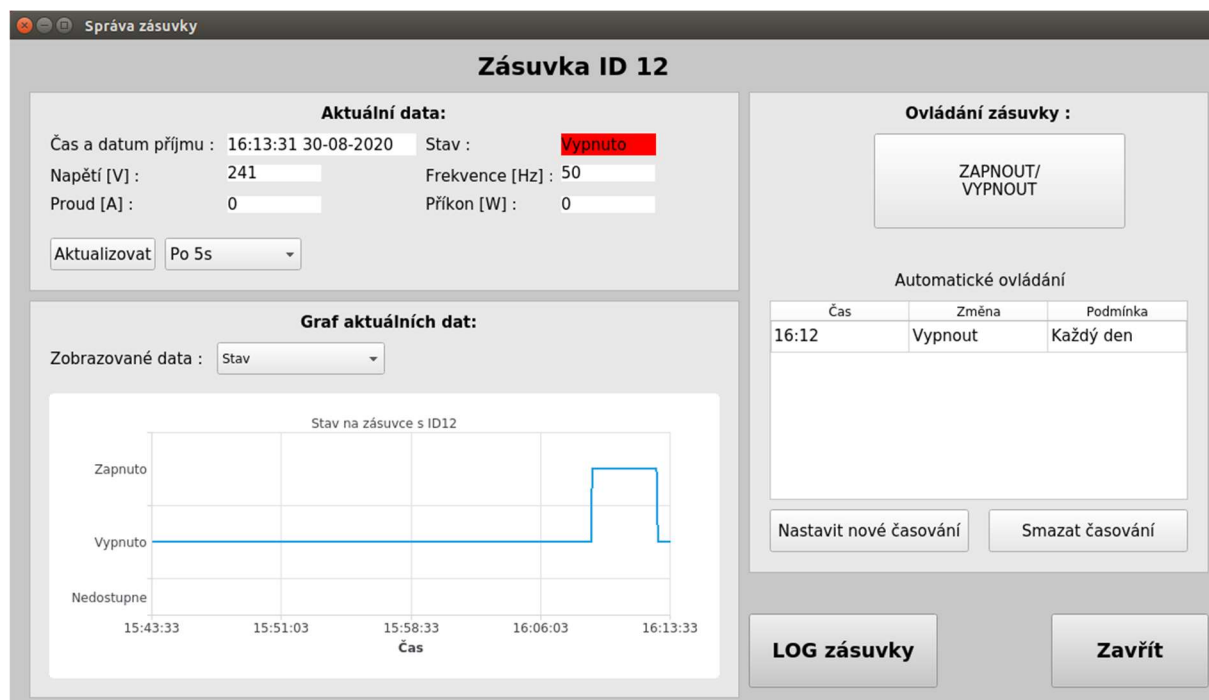 Správa zásuvky
Zásuvka ID 12
Aktuální data:
Čas a datum příjmu : 16:13:31 30-08-2020 Stav : Vypnuto
Napětí [V] : 241 Frekvence [Hz] : 50
Proud [A] : 0 Příkon [W] : 0
Aktualizovat Po 5s
Graf aktuálních dat:
Zobrazované data : Stav
Stav na zásuvce s ID12
Zapnuto
Vypnuto
Nedostupne
15:43:33 15:51:03 15:58:33 16:06:03 16:13:33
Čas
Ovládání zásuvky :
ZAPNOUT/
VYPNOUT
Automatické ovládání
Čas Změna Podmínka
16:12 Vypnout Každý den
Nastavit nové časování Smazat časování
LOG zásuvky Zavřít